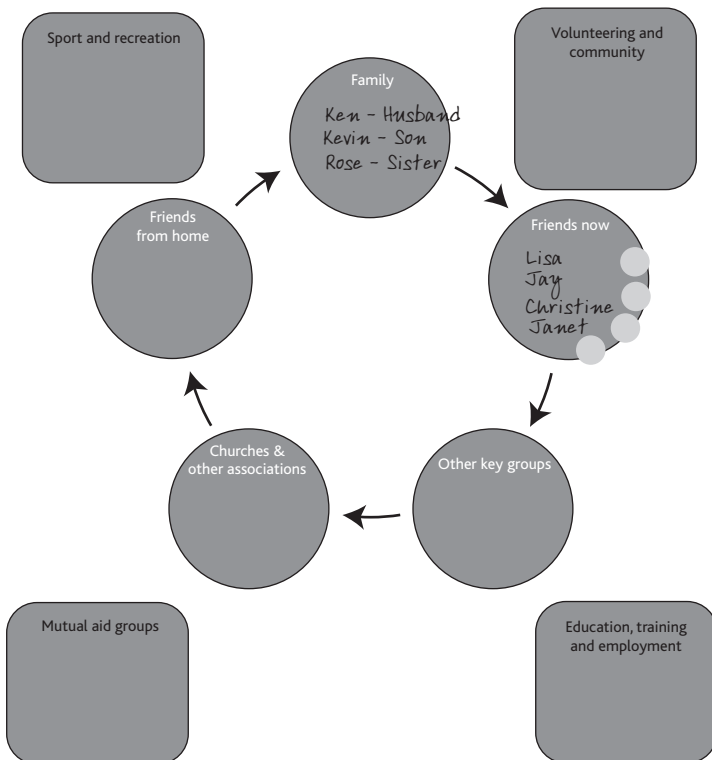 Sport and recreation
Volunteering and
community
Family
Ken - Husband
Kevin - Son
Rose - Sister
Friends
from home
Friends now
Lisa
Jay
Christine
Janet
Churches &
other associations
Other key groups
Mutual aid groups
Education, training
and employment